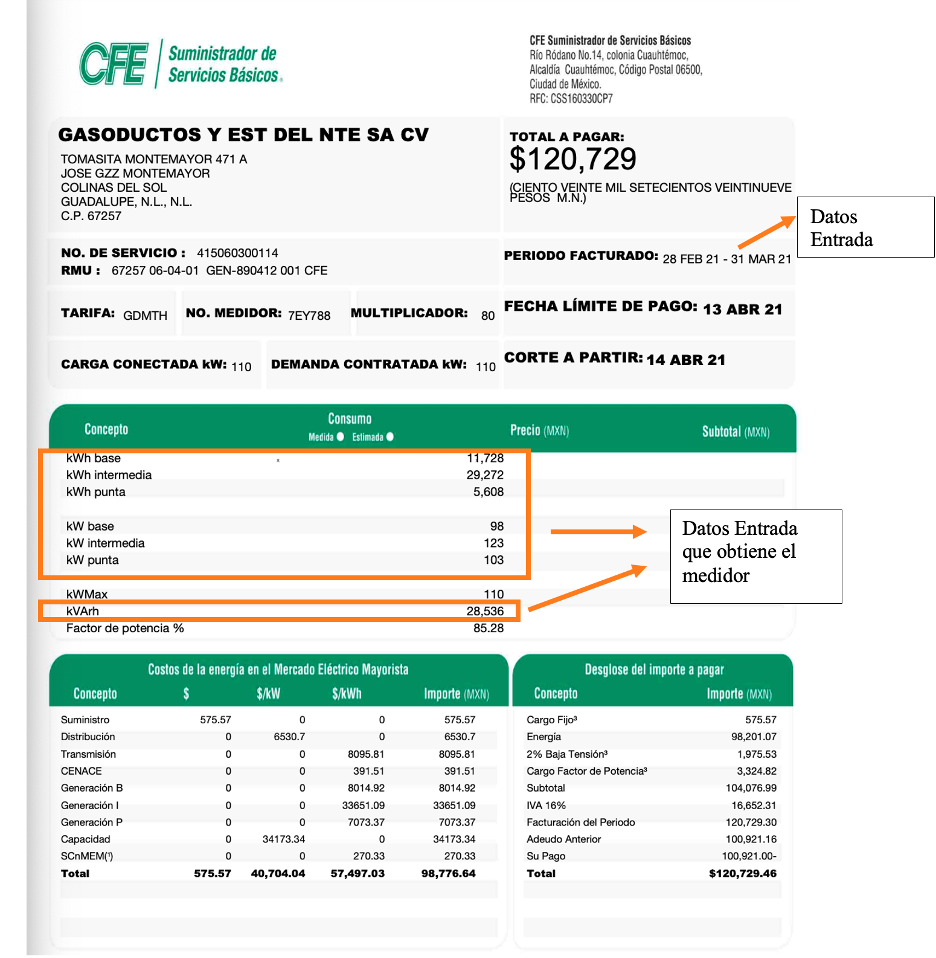 CFE Suministrador de
Servicios Básicos®
CFE Suministrador de Servicios Básicos
Río Ródano No.14, colonia Cuauhtémoc,
Alcaldía Cuauhtémoc, Código Postal 06500,
Ciudad de México.
RFC: CSS160330CP7
GASODUCTOS Y EST DEL NTE SA CV
TOMASITA MONTEMAYOR 471 A
JOSE GZZ MONTEMAYOR
COLINAS DEL SOL
GUADALUPE, N.L., N.L.
C.P. 67257
TOTAL A PAGAR:
$120,729
(CIENTO VEINTE MIL SETECIENTOS VEINTINUEVE
PESOS M.N.)
Datos
Entrada
NO. DE SERVICIO : 415060300114
RMU : 67257 06-04-01 GEN-890412 001 CFE
PERIODO FACTURADO: 28 FEB 21 - 31 MAR 21
TARIFA: GDMTH NO. MEDIDOR: 7EY788 MULTIPLICADOR: 80
FECHA LÍMITE DE PAGO: 13 ABR 21
CARGA CONECTADA kW: 110 DEMANDA CONTRATADA kW: 110
CORTE A PARTIR: 14 ABR 21
Concepto Consumo Precio (MXN) Subtotal (MXN)
Medida Estimada
kWh base 11,728
kWh intermedia 29,272
kWh punta 5,608
kW base 98
kW intermedia 123
kW punta 103
Datos Entrada
que obtiene el
medidor
kWMax 110
kVArh 28,536
Factor de potencia % 85.28
Costos de la energía en el Mercado Eléctrico Mayorista
Concepto $ $/kW $/kWh Importe (MXN)
Suministro 575.57 0 0 575.57
Distribución 0 6530.7 0 6530.7
Transmisión 0 0 8095.81 8095.81
CENACE 0 0 391.51 391.51
Generación B 0 0 8014.92 8014.92
Generación I 0 0 33651.09 33651.09
Generación P 0 0 7073.37 7073.37
Capacidad 0 34173.34 0 34173.34
SCnMEM(¹) 0 0 270.33 270.33
Total 575.57 40,704.04 57,497.03 98,776.64
Desglose del importe a pagar
Concepto Importe (MXN)
Cargo Fijo³ 575.57
Energía 98,201.07
2% Baja Tensión³ 1,975.53
Cargo Factor de Potencia³ 3,324.82
Subtotal 104,076.99
IVA 16% 16,652.31
Facturación del Periodo 120,729.30
Adeudo Anterior 100,921.16
Su Pago 100,921.00-
Total $120,729.46